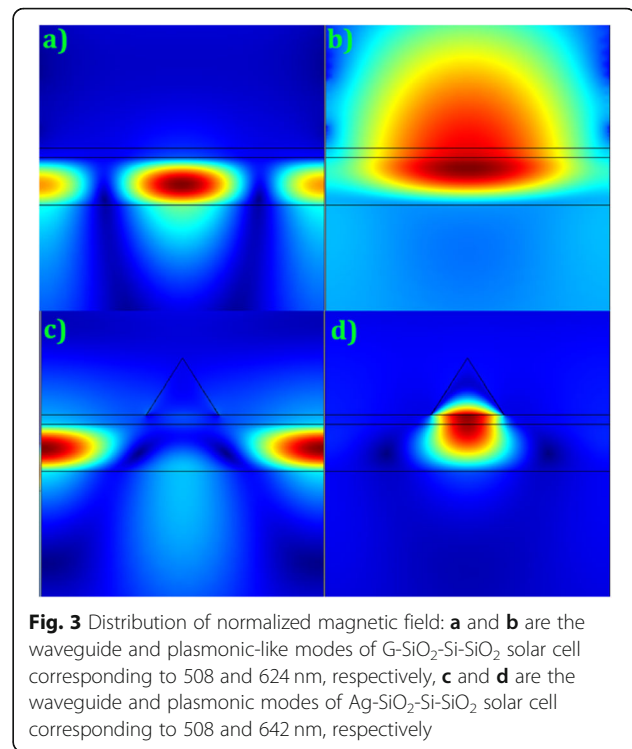 a)
b)
c)
d)
Fig. 3 Distribution of normalized magnetic field: a and b are the
waveguide and plasmonic-like modes of G-SiO₂-Si-SiO₂ solar cell
corresponding to 508 and 624 nm, respectively, c and d are the
waveguide and plasmonic modes of Ag-SiO₂-Si-SiO₂ solar cell
corresponding to 508 and 642 nm, respectively